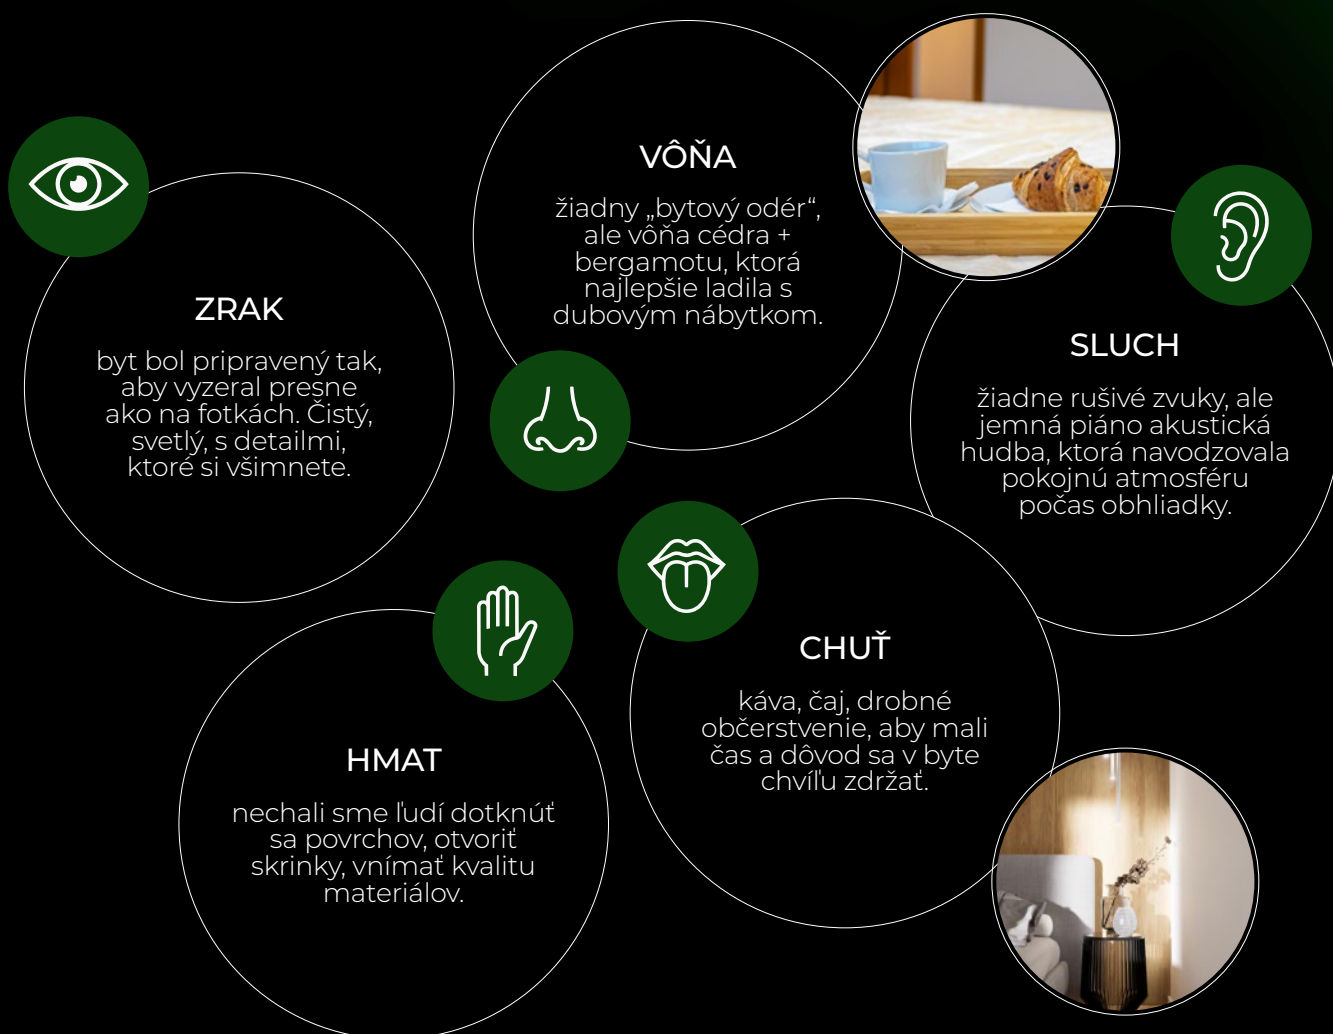 ZRAK
byt bol pripravený tak,
aby vyzeral presne
ako na fotkách. Čistý,
svetlý, s detailmi,
ktoré si všimnete.
VÔŇA
žiadny „bytový odér“,
ale vôňa cédra +
bergamotu, ktorá
najlepšie ladila s
dubovým nábytkom.
SLUCH
žiadne rušivé zvuky, ale
jemná piáno akustická
hudba, ktorá navodzovala
pokojnú atmosféru
počas obhliadky.
HMAT
nechali sme ľudí dotknúť
sa povrchov, otvoriť
skrinky, vnímať kvalitu
materiálov.
CHUŤ
káva, čaj, drobné
občerstvenie, aby mali
čas a dôvod sa v byte
chvíľu zdržať.